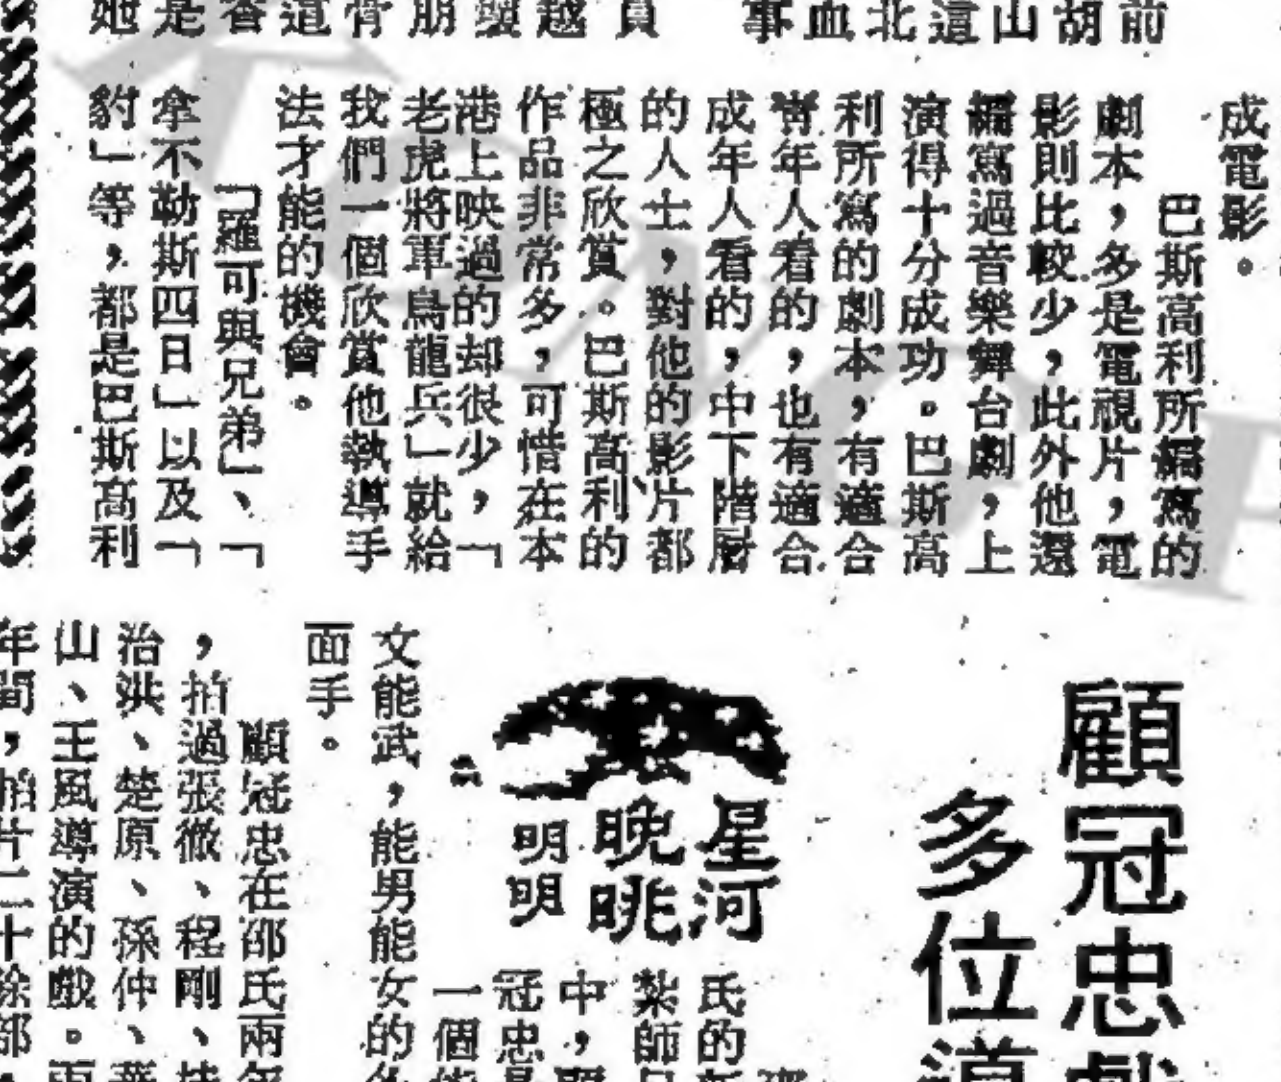 前胡山這北血事
員越壞崩骨這答是她
成電影。
巴斯高利所編寫的
劇本，多是電視片，電
影則比較少，此外他還
編寫過音樂舞台劇，上
演得十分成功。巴斯高
利所寫的劇本，有適合
青年人看的，也有適合
成年人看的，中下階層
的人士，對他的影片都
極之欣賞。巴斯高利的
作品非常多，可惜在本
港上映過的却很少，「
老虎將軍烏龍兵」就給
我們一個欣賞他執導手
法才能的機會。
「羅可與兄弟」、「
拿不勒斯四日」以及「
豹」等，都是巴斯高利
顧冠忠戲
多位導
星河
晚眺
明明
氏的
紮師
中，
冠忠是
一個
文能武，能男能女的
面手。
顧冠忠在邵氏兩年
，拍過張徹、程剛、桂
治洪、楚原、孫仲、華
山、王風導演的戲。兩
年間，拍片二十餘部